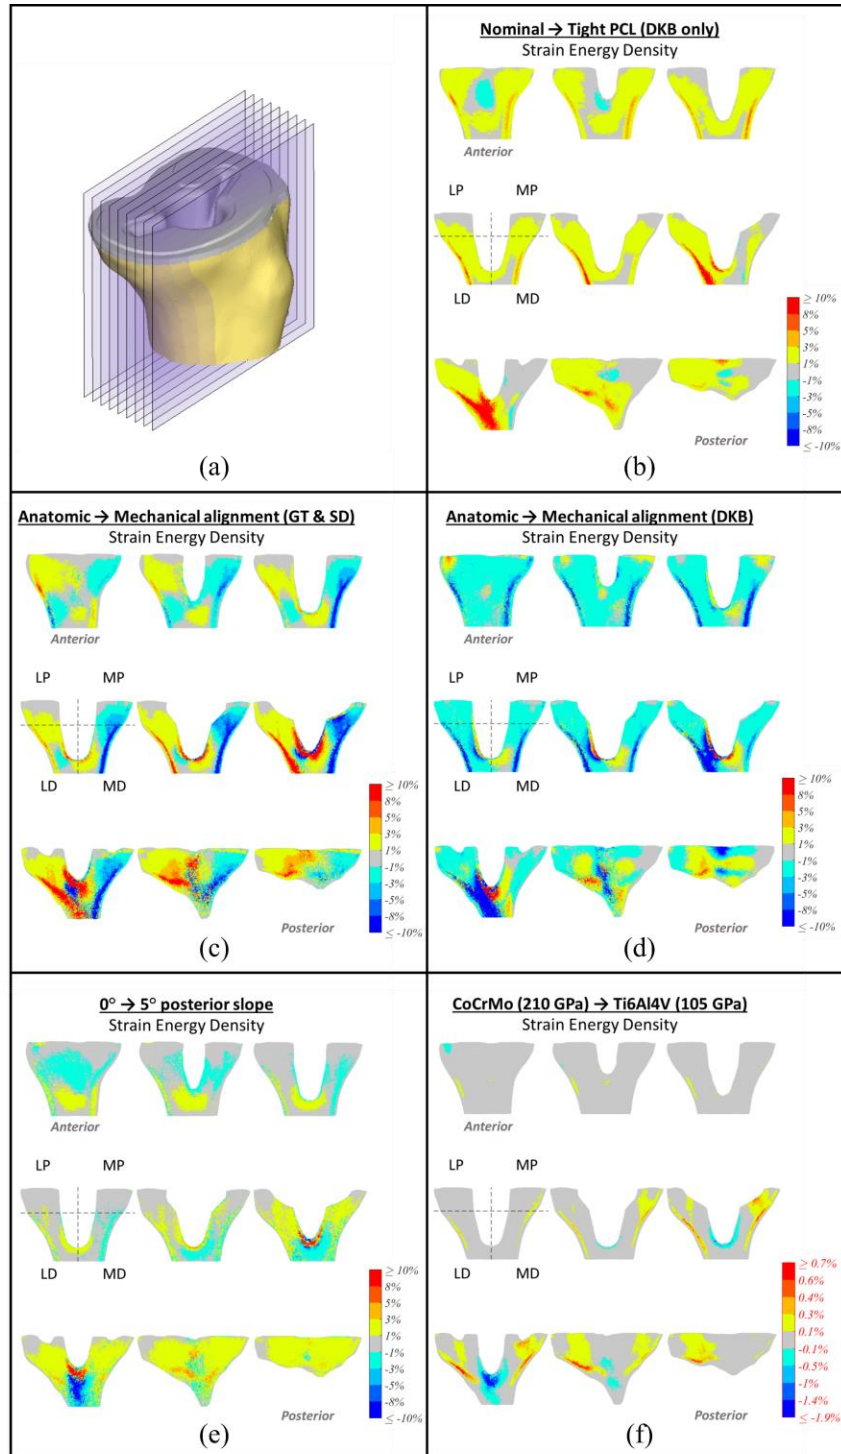 (a)
Nominal → Tight PCL (DKB only)
Strain Energy Density
Anterior
LP MP
LD MD
≥ 10%
8%
5%
3%
1%
-1%
-3%
-5%
-8%
≤ -10%
Posterior
(b)
Anatomic → Mechanical alignment (GT & SD)
Strain Energy Density
Anterior
LP MP
LD MD
≥ 10%
8%
5%
3%
1%
-1%
-3%
-5%
-8%
≤ -10%
Posterior
(c)
Anatomic → Mechanical alignment (DKB)
Strain Energy Density
Anterior
LP MP
LD MD
≥ 10%
8%
5%
3%
1%
-1%
-3%
-5%
-8%
≤ -10%
Posterior
(d)
0° → 5° posterior slope
Strain Energy Density
Anterior
LP MP
LD MD
≥ 10%
8%
5%
3%
1%
-1%
-3%
-5%
-8%
≤ -10%
Posterior
(e)
CoCrMo (210 GPa) → Ti6Al4V (105 GPa)
Strain Energy Density
Anterior
LP MP
LD MD
≥ 0.7%
0.6%
0.4%
0.3%
0.1%
-0.1%
-0.5%
-1%
-1.4%
≤ -1.9%
Posterior
(f)